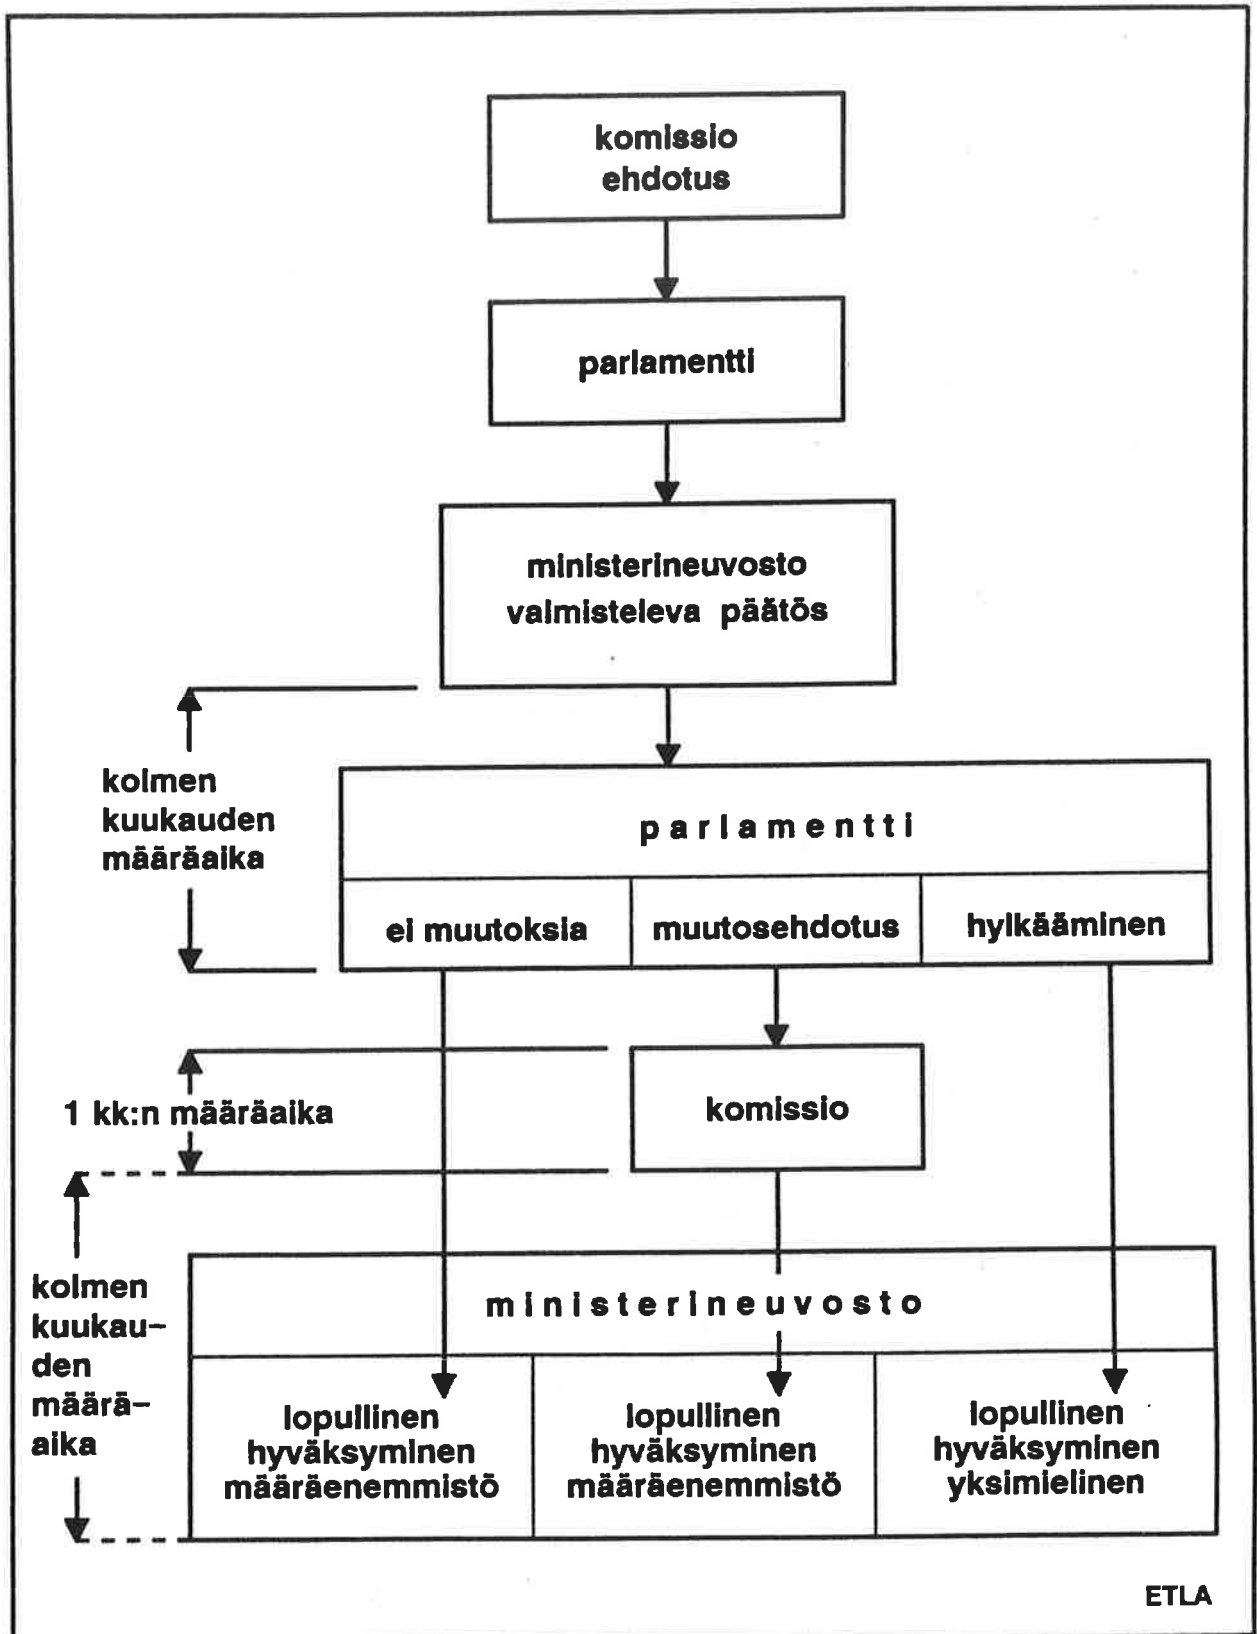 komissio
ehdotus
parlamentti
ministerineuvosto
valmisteleva päätös
kolmen
kuukauden
määräaika
parlamentti
ei muutoksia
muutosehdotus
hylkääminen
komissio
1 kk:n määräaika
kolmen
kuukau–
den
määrä–
aika
ministerineuvosto
lopullinen
hyväksyminen
määräenemmistö
lopullinen
hyväksyminen
määräenemmistö
lopullinen
hyväksyminen
yksimielinen
ETLA